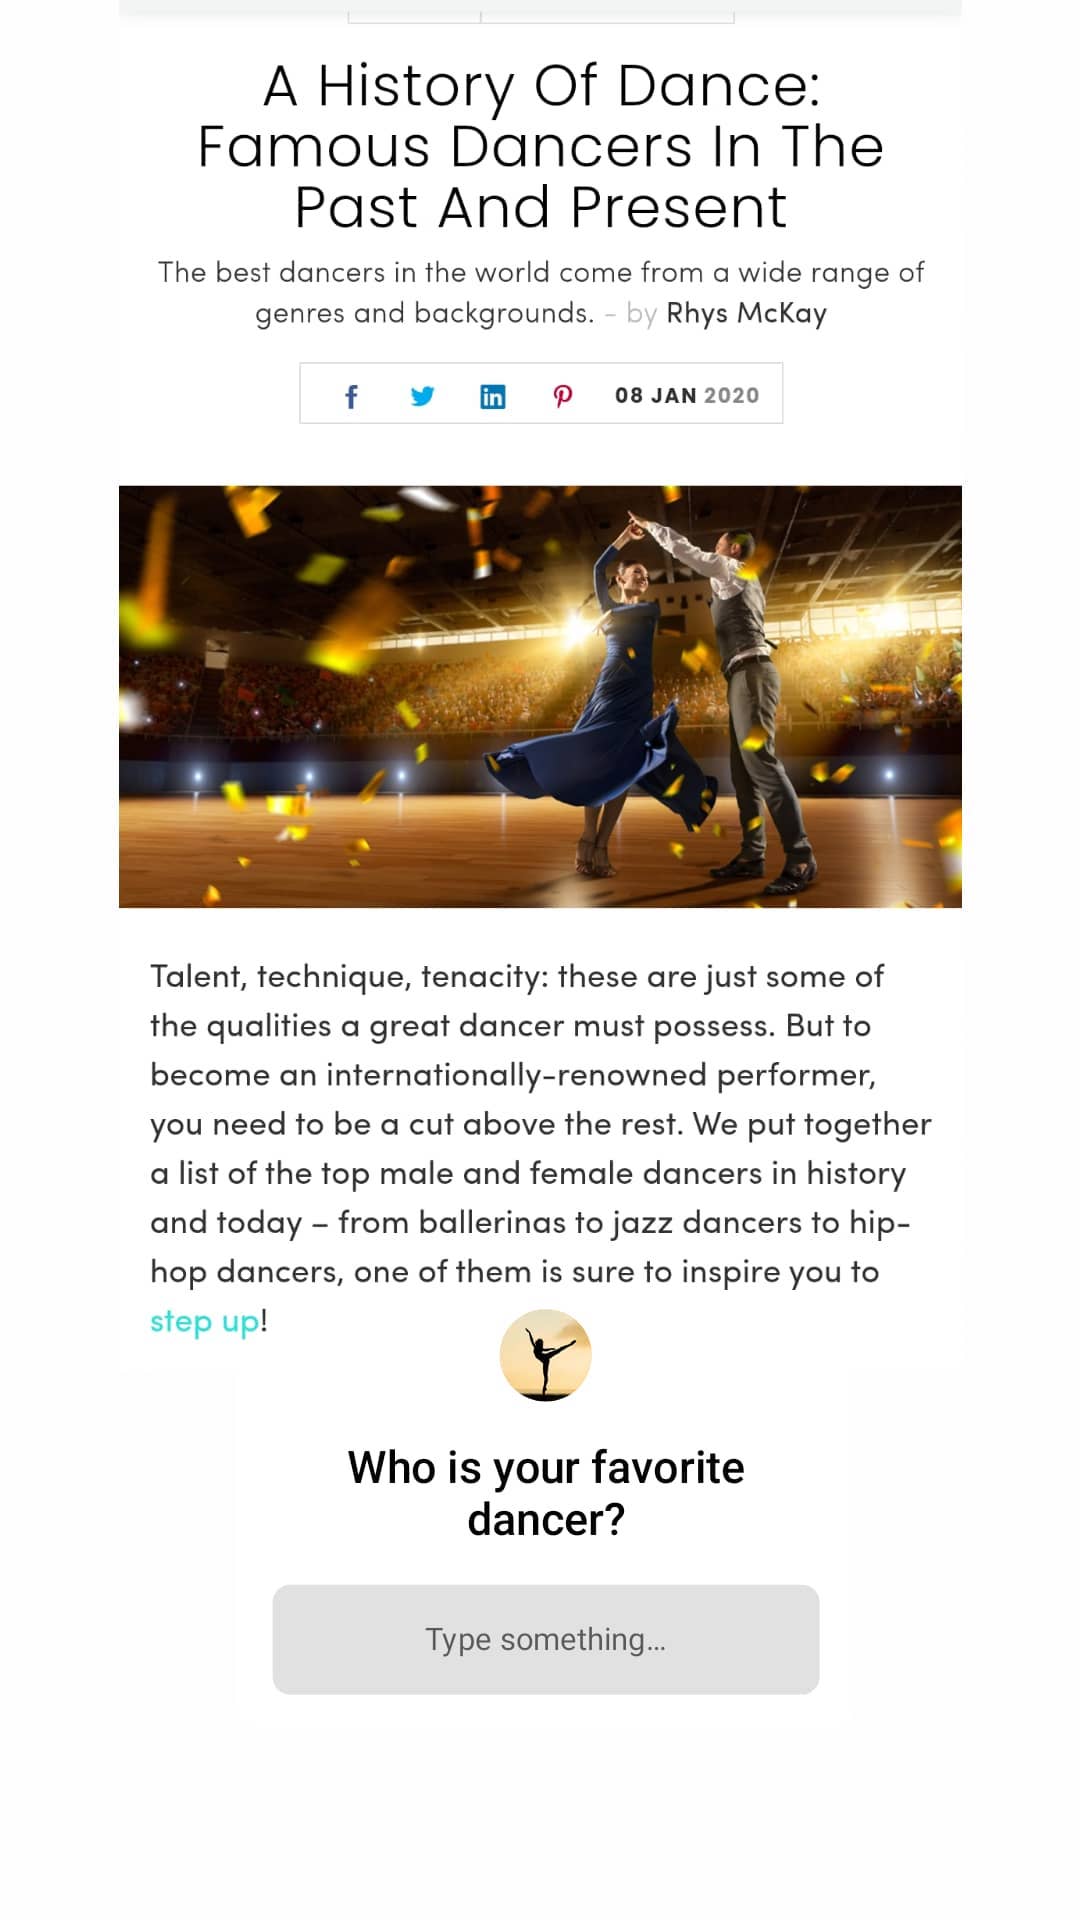 A History Of Dance:
Famous Dancers In The
Past And Present
The best dancers in the world come from a wide range of
genres and backgrounds. - by Rhys McKay
f in 08 JAN 2020
Talent, technique, tenacity: these are just some of
the qualities a great dancer must possess. But to
become an internationally-renowned performer,
you need to be a cut above the rest. We put together
a list of the top male and female dancers in history
and today – from ballerinas to jazz dancers to hip-
hop dancers, one of them is sure to inspire you to
step up!
Who is your favorite
dancer?
Type something...